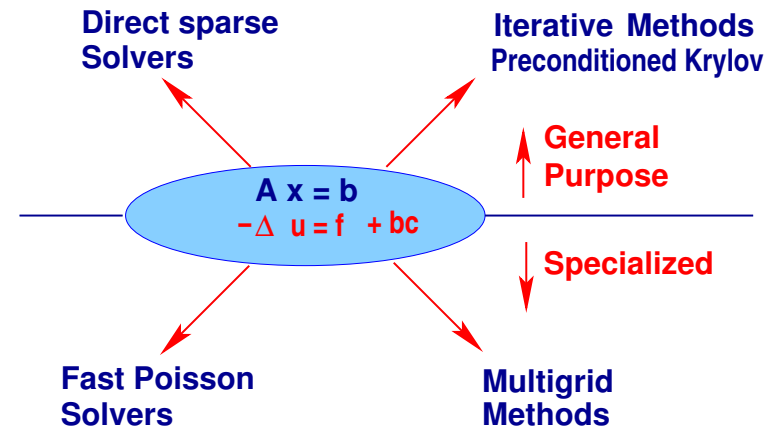 Direct sparse
Solvers
Iterative Methods
Preconditioned Krylov
General
Purpose
A x = b
−Δ u = f + bc
Specialized
Fast Poisson
Solvers
Multigrid
Methods